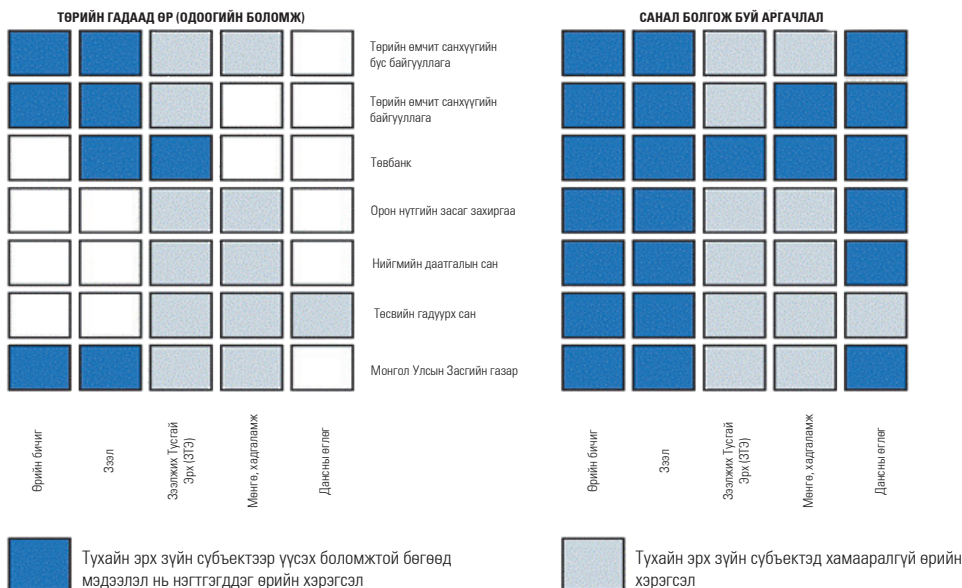 ТӨРИЙН ГАДААД ӨР (ОДООГИЙН БОЛОМЖ)
САНАЛ БОЛГОЖ БУЙ АРГАЧЛАЛ
Төрийн өмчит санхүүгийн
бус байгууллага
Төрийн өмчит санхүүгийн
байгууллага
Төвбанк
Орон нутгийн засаг захиргаа
Нийгмийн даатгалын сан
Төсвийн гадуурх сан
Монгол Улсын Засгийн газар
Өрийн бичиг
Зээл
Зээлжих Тусгай
Эрх (ЗТЭ)
Мөнгө, хадгаламж
Дансны өглөг
Өрийн бичиг
Зээл
Зээлжих Тусгай
Эрх (ЗТЭ)
Мөнгө, хадгаламж
Дансны өглөг
Тухайн эрх зүйн субъектээр үүсэх боломжтой бөгөөд
мэдээлэл нь нэгтгэгддэг өрийн хэрэгсэл
Тухайн эрх зүйн субъектэд хамааралгүй өрийн
хэрэгсэл